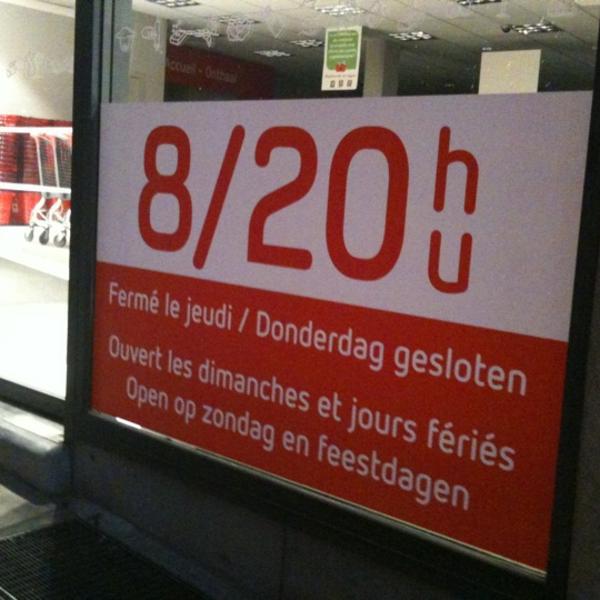 Accueil - Onthaal
8/20 h
u
Fermé le jeudi / Donderdag gesloten
Ouvert les dimanches et jours fériés
Open op zondag en feestdagen